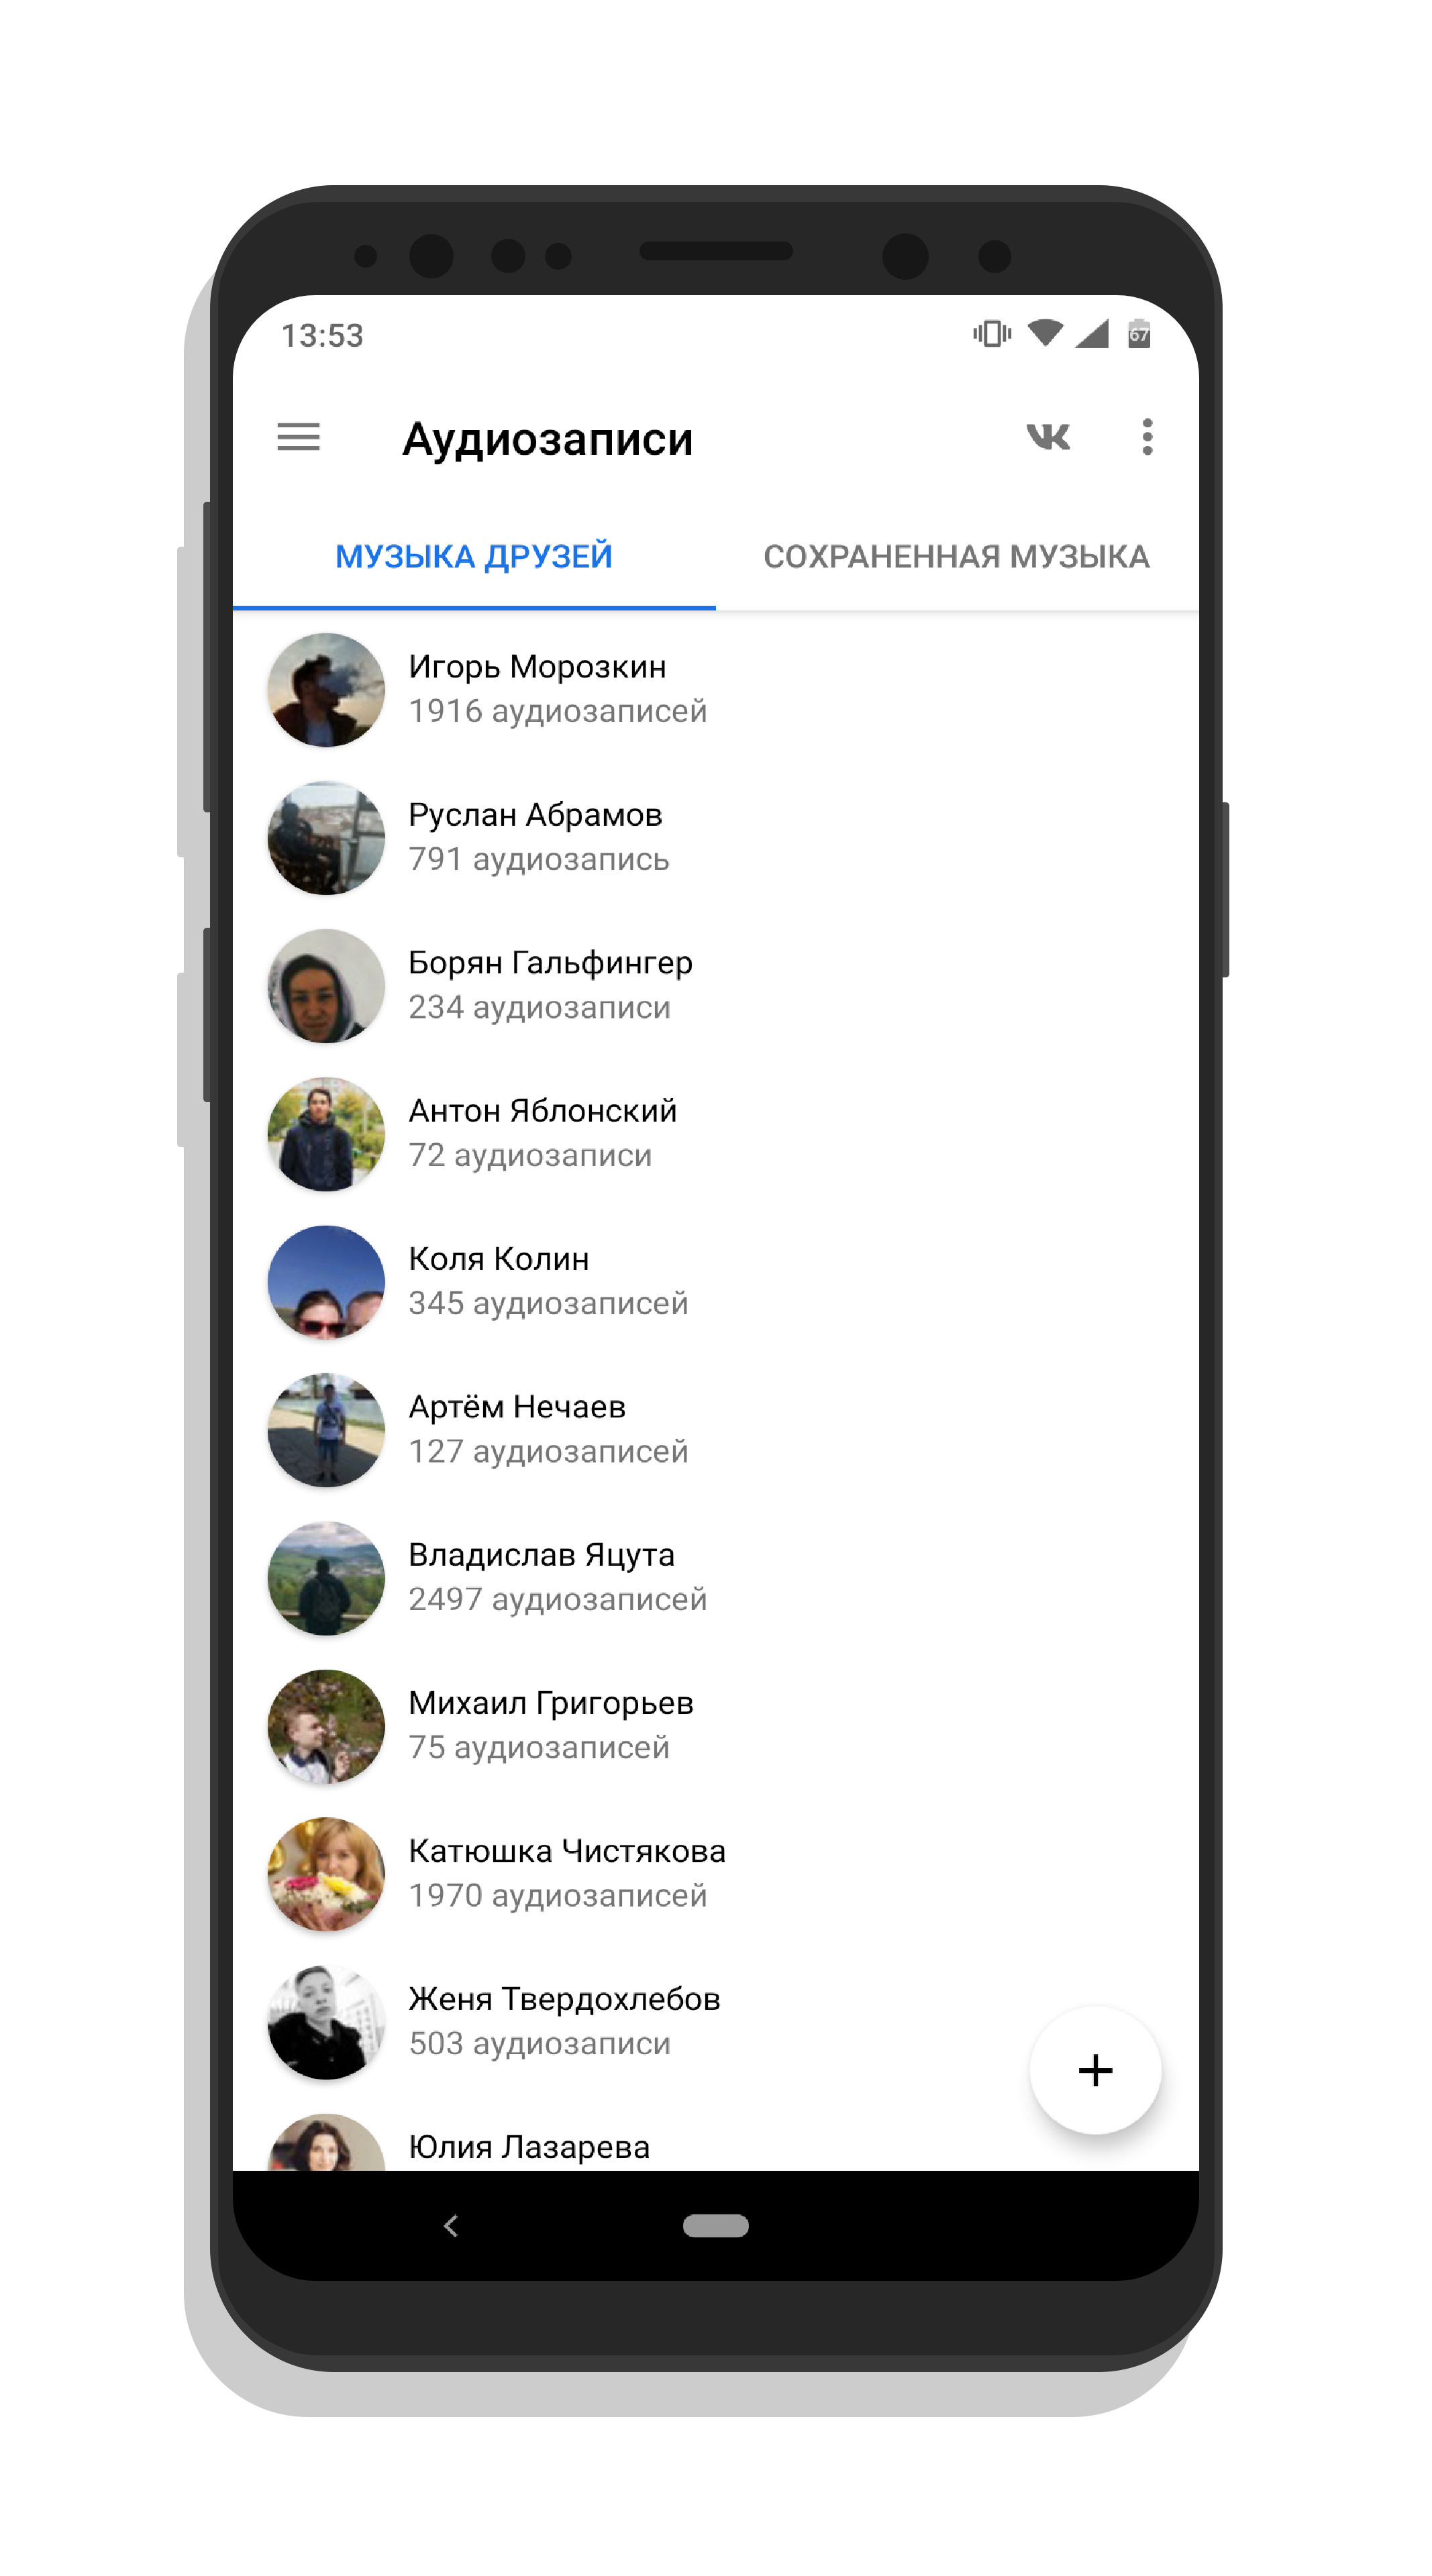 13:53
67
Аудиозаписи
МУЗЫКА ДРУЗЕЙ
СОХРАНЕННАЯ МУЗЫКА
Игорь Морозкин
1916 аудиозаписей
Руслан Абрамов
791 аудиозапись
Борян Гальфингер
234 аудиозаписи
Антон Яблонский
72 аудиозаписи
Коля Колин
345 аудиозаписей
Артём Нечаев
127 аудиозаписей
Владислав Яцута
2497 аудиозаписей
Михаил Григорьев
75 аудиозаписей
Катюшка Чистякова
1970 аудиозаписей
Женя Твердохлебов
503 аудиозаписи
Юлия Лазарева